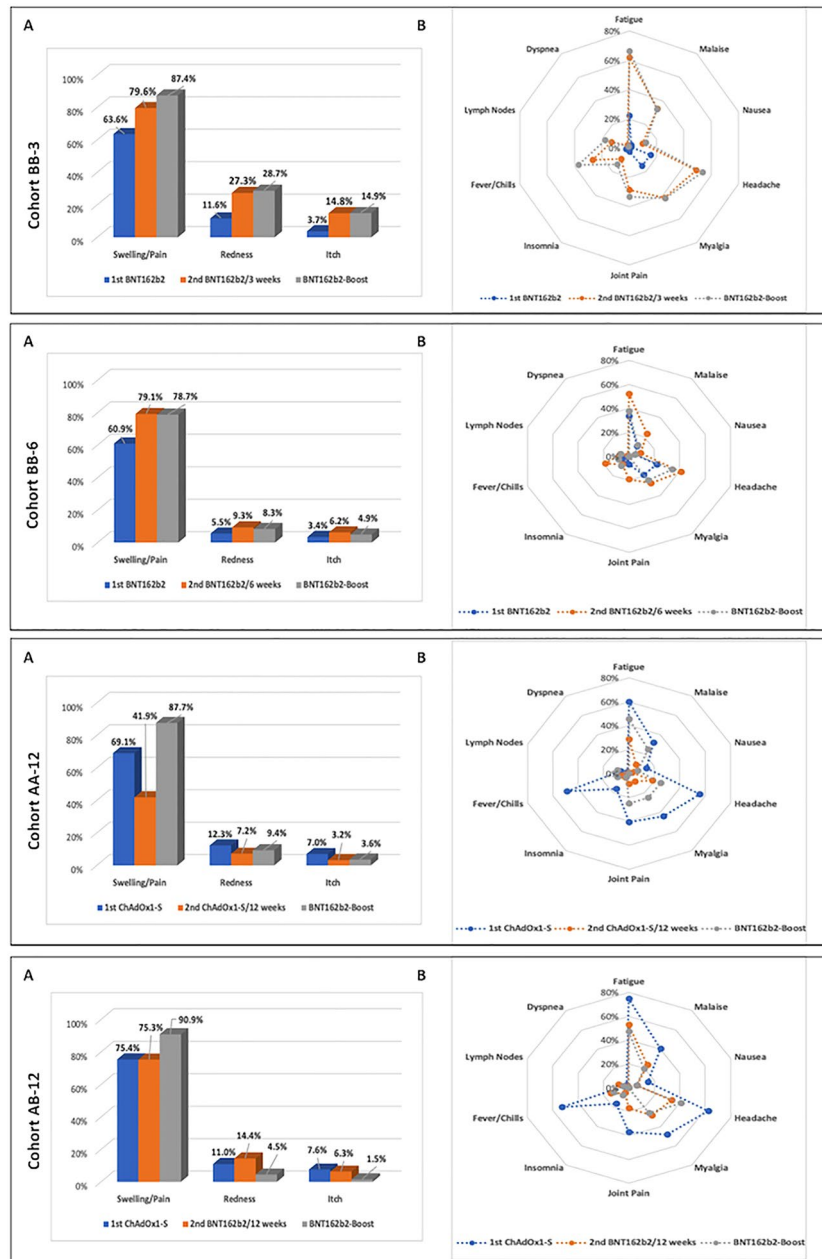 A
Cohort BB-3
100%
80%
60%
40%
20%
0%
63.6%
79.6%
87.4%
11.6%
27.3%
28.7%
3.7%
14.8%
14.9%
Swelling/Pain Redness Itch
1st BNT162b2 2nd BNT162b2/3 weeks BNT162b2-Boost
B
Fatigue
Malaise
Nausea
Headache
Myalgia
Joint Pain
Insomnia
Fever/Chills
Lymph Nodes
Dyspnea
80%
60%
40%
20%
0%
1st BNT162b2 2nd BNT162b2/3 weeks BNT162b2-Boost
A
Cohort BB-6
100%
80%
60%
40%
20%
0%
60.9%
79.1%
78.7%
5.5%
9.3%
8.3%
3.4%
6.2%
4.9%
Swelling/Pain Redness Itch
1st BNT162b2 2nd BNT162b2/6 weeks BNT162b2-Boost
B
Fatigue
Malaise
Nausea
Headache
Myalgia
Joint Pain
Insomnia
Fever/Chills
Lymph Nodes
Dyspnea
80%
60%
40%
20%
0%
1st BNT162b2 2nd BNT162b2/6 weeks BNT162b2-Boost
A
Cohort AA-12
100%
80%
60%
40%
20%
0%
69.1%
41.9%
87.7%
12.3%
7.2%
9.4%
7.0%
3.2%
3.6%
Swelling/Pain Redness Itch
1st ChAdOx1-S 2nd ChAdOx1-S/12 weeks BNT162b2-Boost
B
Fatigue
Malaise
Nausea
Headache
Myalgia
Joint Pain
Insomnia
Fever/Chills
Lymph Nodes
Dyspnea
80%
60%
40%
20%
0%
1st ChAdOx1-S 2nd ChAdOx1-S/12 weeks BNT162b2-Boost
A
Cohort AB-12
100%
80%
60%
40%
20%
0%
75.4%
75.3%
90.9%
11.0%
14.4%
4.5%
7.6%
6.3%
1.5%
Swelling/Pain Redness Itch
1st ChAdOx1-S 2nd BNT162b2/12 weeks BNT162b2-Boost
B
Fatigue
Malaise
Nausea
Headache
Myalgia
Joint Pain
Insomnia
Fever/Chills
Lymph Nodes
Dyspnea
80%
60%
40%
20%
0%
1st ChAdOx1-S 2nd BNT162b2/12 weeks BNT162b2-Boost